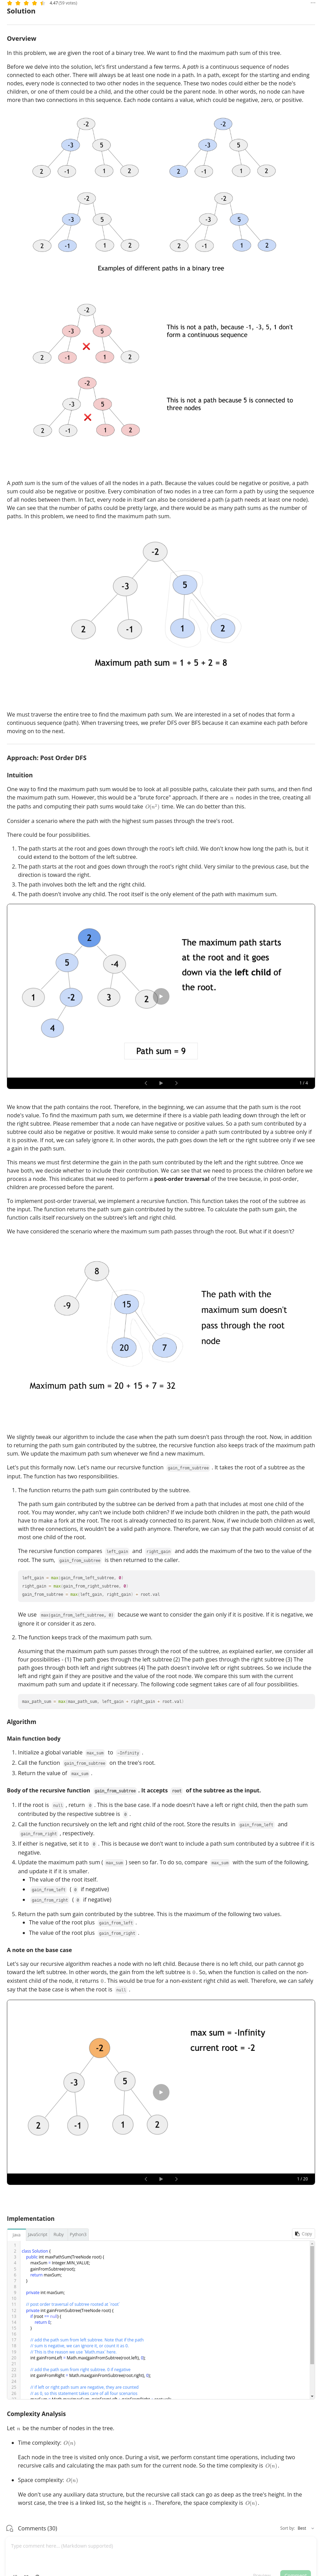 4.47 (59 votes)
Solution
Overview
In this problem, we are given the root of a binary tree. We want to find the maximum path sum of this tree.
Before we delve into the solution, let's first understand a few terms. A path is a continuous sequence of nodes
connected to each other. There will always be at least one node in a path. In a path, except for the starting and ending
nodes, every node is connected to two other nodes in the sequence. These two nodes could either be the node's
children, or one of them could be a child, and the other could be the parent node. In other words, no node can have
more than two connections in this sequence. Each node contains a value, which could be negative, zero, or positive.
-2
-2
-3
5
-3
5
2
-1
1
2
2
-1
1
2
-2
-2
-3
5
-3
5
2
-1
1
2
2
-1
1
2
Examples of different paths in a binary tree
-2
-3
5
2
-1
1
2
This is not a path, because -1, -3, 5, 1 don't
form a continuous sequence
-2
-3
5
2
-1
1
2
This is not a path because 5 is connected to
three nodes
A path sum is the sum of the values of all the nodes in a path. Because the values could be negative or positive, a path
sum could also be negative or positive. Every combination of two nodes in a tree can form a path by using the sequence
of all nodes between them. In fact, every node in itself can also be considered a path (a path needs at least one node).
We can see that the number of paths could be pretty large, and there would be as many path sums as the number of
paths. In this problem, we need to find the maximum path sum.
-2
-3
5
2
-1
1
2
Maximum path sum = 1 + 5 + 2 = 8
We must traverse the entire tree to find the maximum path sum. We are interested in a set of nodes that form a
continuous sequence (path). When traversing trees, we prefer DFS over BFS because it can examine each path before
moving on to the next.
Approach: Post Order DFS
Intuition
One way to find the maximum path sum would be to look at all possible paths, calculate their path sums, and then find
the maximum path sum. However, this would be a "brute force" approach. If there are n nodes in the tree, creating all
the paths and computing their path sums would take O(n²) time. We can do better than this.
Consider a scenario where the path with the highest sum passes through the tree's root.
There could be four possibilities.
1. The path starts at the root and goes down through the root's left child. We don't know how long the path is, but it
could extend to the bottom of the left subtree.
2. The path starts at the root and goes down through the root's right child. Very similar to the previous case, but the
direction is toward the right.
3. The path involves both the left and the right child.
4. The path doesn't involve any child. The root itself is the only element of the path with maximum sum.
2
5
-4
1
-2
3
2
4
The maximum path starts
at the root and it goes
down via the left child of
the root.
Path sum = 9
1 / 4
We know that the path contains the root. Therefore, in the beginning, we can assume that the path sum is the root
node's value. To find the maximum path sum, we must determine if there is a viable path leading down through the left
or the right subtree. Please remember that a node can have negative or positive values. So a path sum contributed by a
subtree could also be negative or positive. It would make sense to consider a path sum contributed by a subtree only if
it is positive. If not, we can safely ignore it. In other words, the path goes down the left or the right subtree only if we see
a gain in the path sum.
This means we must first determine the gain in the path sum contributed by the left and the right subtree. Once we
have both, we decide whether to include their contribution. We can see that we need to process the children before we
process a node. This indicates that we need to perform a post-order traversal of the tree because, in post-order,
children are processed before the parent.
To implement post-order traversal, we implement a recursive function. This function takes the root of the subtree as
the input. The function returns the path sum gain contributed by the subtree. To calculate the path sum gain, the
function calls itself recursively on the subtree's left and right child.
We have considered the scenario where the maximum path sum passes through the root. But what if it doesn't?
8
-9
15
20
7
The path with the
maximum sum doesn't
pass through the root
node
Maximum path sum = 20 + 15 + 7 = 32
We slightly tweak our algorithm to include the case when the path sum doesn't pass through the root. Now, in addition
to returning the path sum gain contributed by the subtree, the recursive function also keeps track of the maximum path
sum. We update the maximum path sum whenever we find a new maximum.
Let's put this formally now. Let's name our recursive function gain_from_subtree . It takes the root of a subtree as the
input. The function has two responsibilities.
1. The function returns the path sum gain contributed by the subtree.
The path sum gain contributed by the subtree can be derived from a path that includes at most one child of the
root. You may wonder, why can't we include both children? If we include both children in the path, the path would
have to make a fork at the root. The root is already connected to its parent. Hence, when both children as well,
with three connections, it wouldn't be a valid path anymore. Therefore, we can safely say that the path would consist of at
most one child of the root.
The recursive function compares left_gain and right_gain and adds the maximum of the two to the value of the
root. The sum, gain_from_subtree is then returned to the caller.
left_gain = max(gain_from_left_subtree, 0)
right_gain = max(gain_from_right_subtree, 0)
gain_from_subtree = max(left_gain, right_gain) + root.val
We use max(gain_from_left_subtree, 0) because we want to consider the gain only if it is positive. If it is negative, we
ignore it or consider it as zero.
2. The function keeps track of the maximum path sum.
Assuming that the maximum path sum passes through the root of the subtree, as explained earlier, we consider all
four possibilities - (1) The path goes through the left subtree (2) The path goes through the right subtree (3) The
path goes through both left and right subtrees (4) The path doesn't involve left or right subtrees. So we include the
left and right gain if they are positive and the value of the root node. We compare this sum with the current
maximum path sum and update it if necessary. The following code segment takes care of all four possibilities.
max_path_sum = max(max_path_sum, left_gain + right_gain + root.val)
Algorithm
Main function body
1. Initialize a global variable max_sum to -Infinity .
2. Call the function gain_from_subtree on the tree's root.
3. Return the value of max_sum .
Body of the recursive function gain_from_subtree . It accepts root of the subtree as the input.
1. If the root is null , return 0 . This is the base case. If a node doesn't have a left or right child, then the path sum
contributed by the respective subtree is 0 .
2. Call the function recursively on the left and right child of the root. Store the results in gain_from_left and
gain_from_right , respectively.
3. If either is negative, set it to 0 . This is because we don't want to include a path sum contributed by a subtree if it is
negative.
4. Update the maximum path sum ( max_sum ) seen so far. To do so, compare max_sum with the sum of the following,
and update it if it is smaller.
The value of the root itself.
gain_from_left ( 0 if negative)
gain_from_right ( 0 if negative)
5. Return the path sum gain contributed by the subtree. This is the maximum of the following two values.
The value of the root plus gain_from_left .
The value of the root plus gain_from_right .
A note on the base case
Let's say our recursive algorithm reaches a node with no left child. Because there is no left child, our path cannot go
toward the left subtree. In other words, the gain from the left subtree is 0. So, when the function is called on the non-
existent child of the node, it returns 0. This would be true for a non-existent right child as well. Therefore, we can safely
say that the base case is when the root is null .
-2
-3
5
2
-1
1
2
max sum = -Infinity
current root = -2
1 / 20
Implementation
Java JavaScript Ruby Python3
Copy
class Solution {
public int maxPathSum(TreeNode root) {
maxSum = Integer.MIN_VALUE;
gainFromSubtree(root);
return maxSum;
}
private int maxSum;
// post order traversal of subtree rooted at `root`
private int gainFromSubtree(TreeNode root) {
if (root == null) {
return 0;
}
// add the path sum from left subtree. Note that if the path
// sum is negative, we can ignore it, or count it as 0.
// This is the reason we use `Math.max` here.
int gainFromLeft = Math.max(gainFromSubtree(root.left), 0);
// add the path sum from right subtree. 0 if negative
int gainFromRight = Math.max(gainFromSubtree(root.right), 0);
// if left or right path sum are negative, they are counted
// as 0, so this statement takes care of all four scenarios
Complexity Analysis
Let n be the number of nodes in the tree.
Time complexity: O(n)
Each node in the tree is visited only once. During a visit, we perform constant time operations, including two
recursive calls and calculating the max path sum for the current node. So the time complexity is O(n).
Space complexity: O(n)
We don't use any auxiliary data structure, but the recursive call stack can go as deep as the tree's height. In the
worst case, the tree is a linked list, so the height is n. Therefore, the space complexity is O(n).
Comments (30)
Sort by: Best
Type comment here... (Markdown supported)